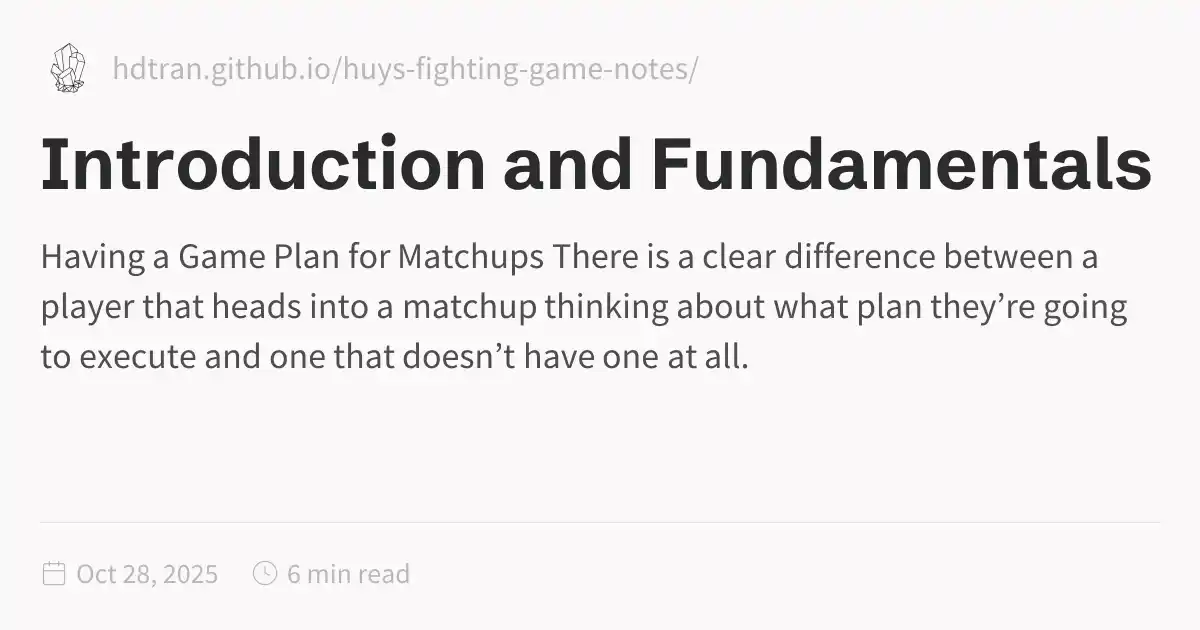 hdtran.github.io/huys-fighting-game-notes/
Introduction and Fundamentals
Having a Game Plan for Matchups There is a clear difference between a
player that heads into a matchup thinking about what plan they’re going
to execute and one that doesn’t have one at all.
Oct 28, 2025 6 min read